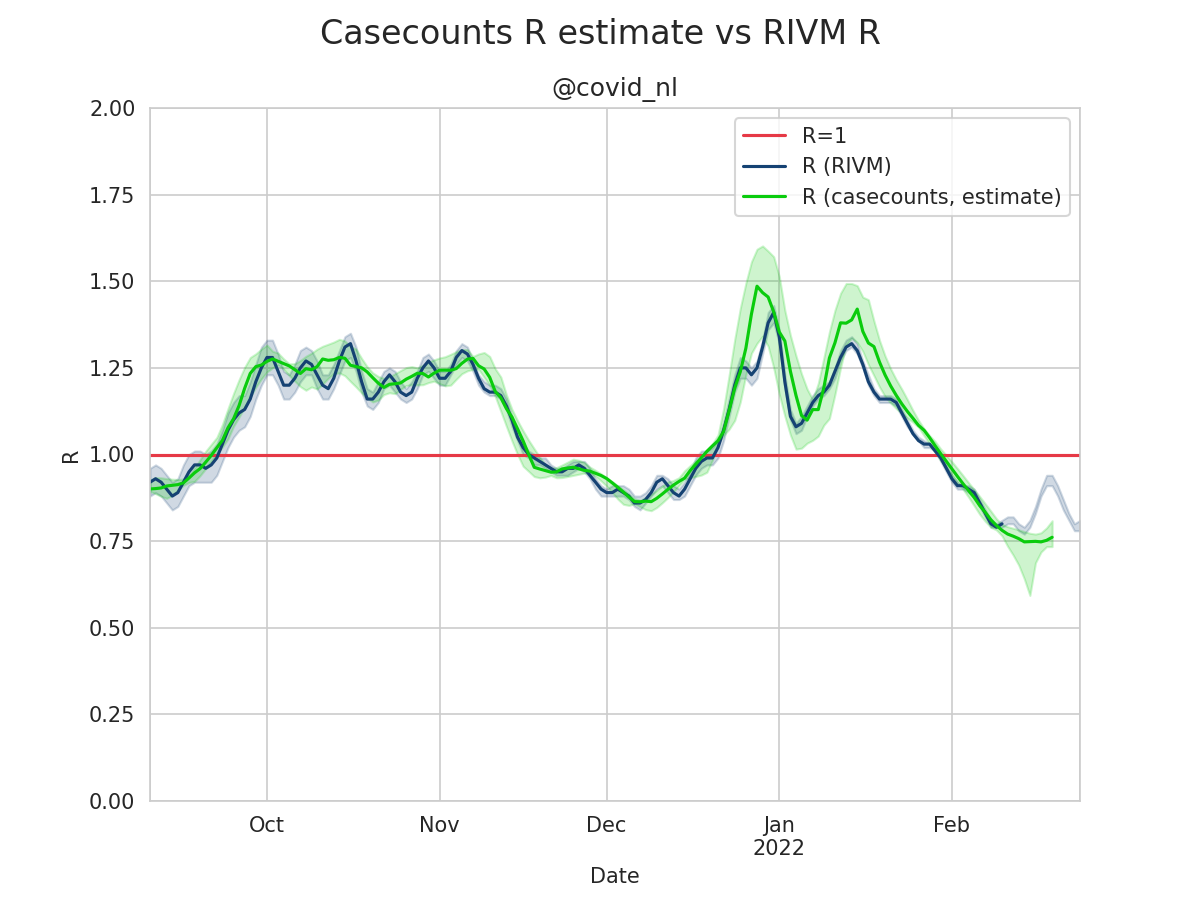 Casecounts R estimate vs RIVM R
@covid_nl
R=1
R (RIVM)
R (casecounts, estimate)
2.00
1.75
1.50
1.25
1.00
0.75
0.50
0.25
0.00
R
Oct
Nov
Dec
Jan
2022
Feb
Date